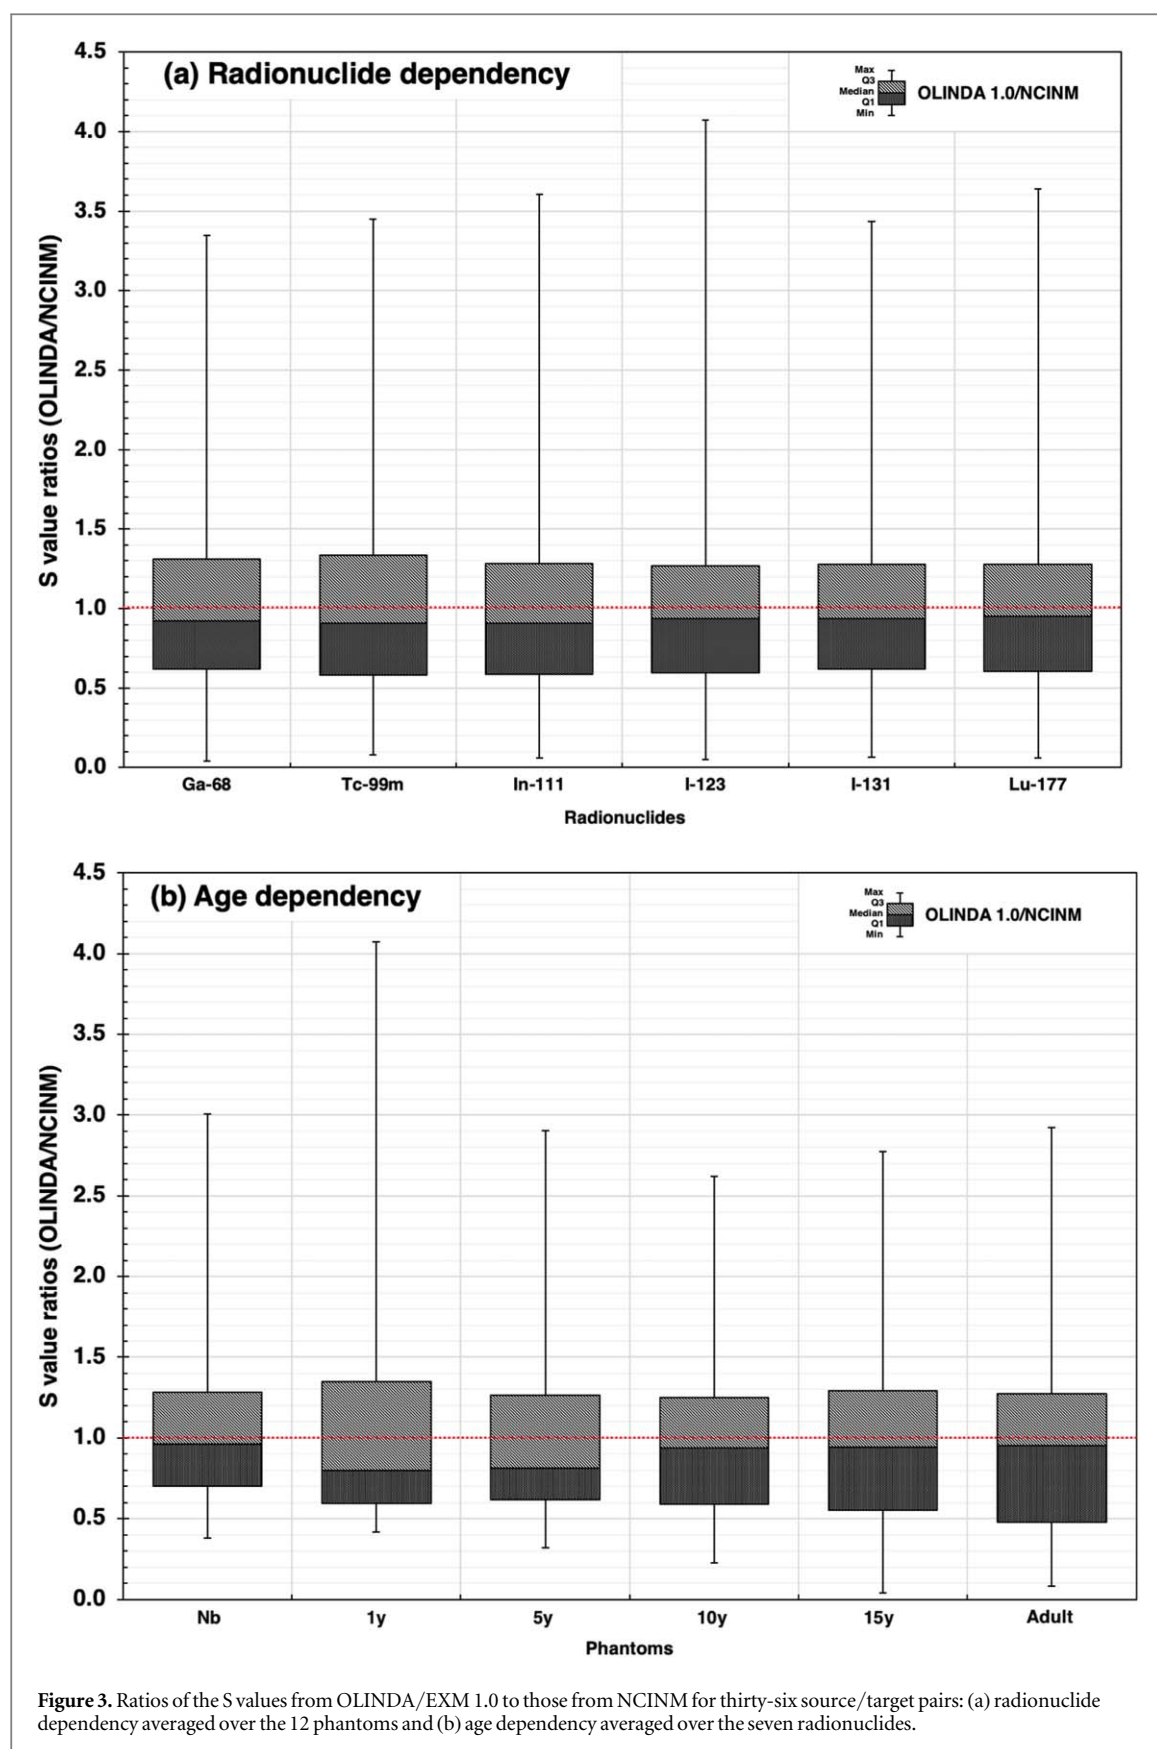 (a) Radionuclide dependency
Max
Q3
Median
Q1
Min
OLINDA 1.0/NCINM
S value ratios (OLINDA/NCINM)
4.5
4.0
3.5
3.0
2.5
2.0
1.5
1.0
0.5
0.0
Ga-68 Tc-99m In-111 I-123 I-131 Lu-177
Radionuclides
(b) Age dependency
Max
Q3
Median
Q1
Min
OLINDA 1.0/NCINM
S value ratios (OLINDA/NCINM)
4.5
4.0
3.5
3.0
2.5
2.0
1.5
1.0
0.5
0.0
Nb 1y 5y 10y 15y Adult
Phantoms
Figure 3. Ratios of the S values from OLINDA/EXM 1.0 to those from NCINM for thirty-six source/target pairs: (a) radionuclide
dependency averaged over the 12 phantoms and (b) age dependency averaged over the seven radionuclides.